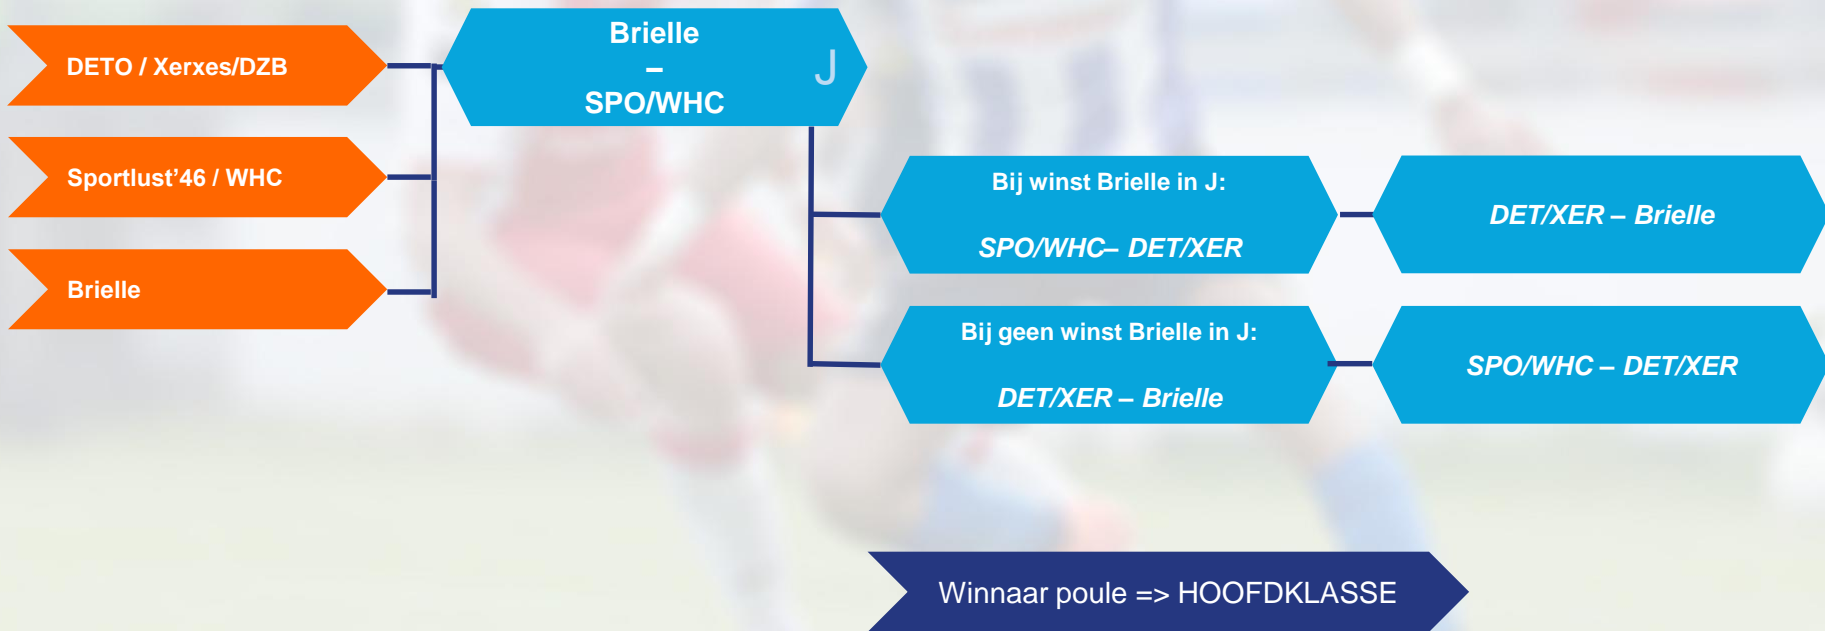 DETO / Xerxes/DZB
Sportlust'46 / WHC
Brielle
Brielle
–
SPO/WHC
J
Bij winst Brielle in J:
SPO/WHC– DET/XER
DET/XER – Brielle
Bij geen winst Brielle in J:
DET/XER – Brielle
SPO/WHC – DET/XER
Winnaar poule => HOOFDKLASSE